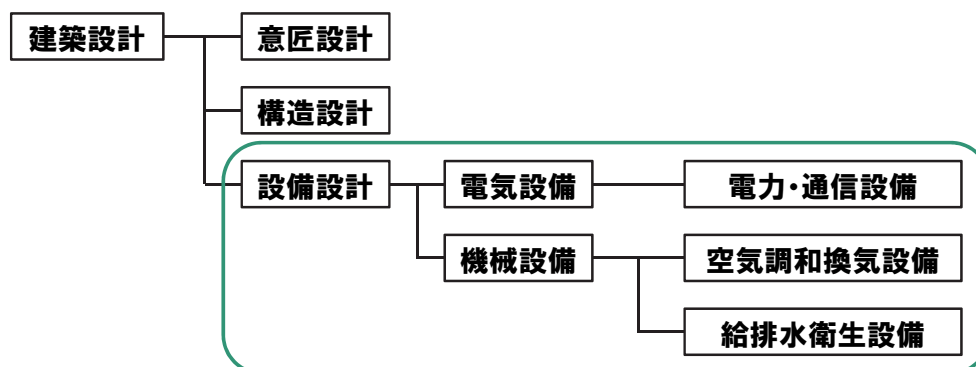 建築設計
意匠設計
構造設計
設備設計
電気設備
電力・通信設備
機械設備
空気調和換気設備
給排水衛生設備